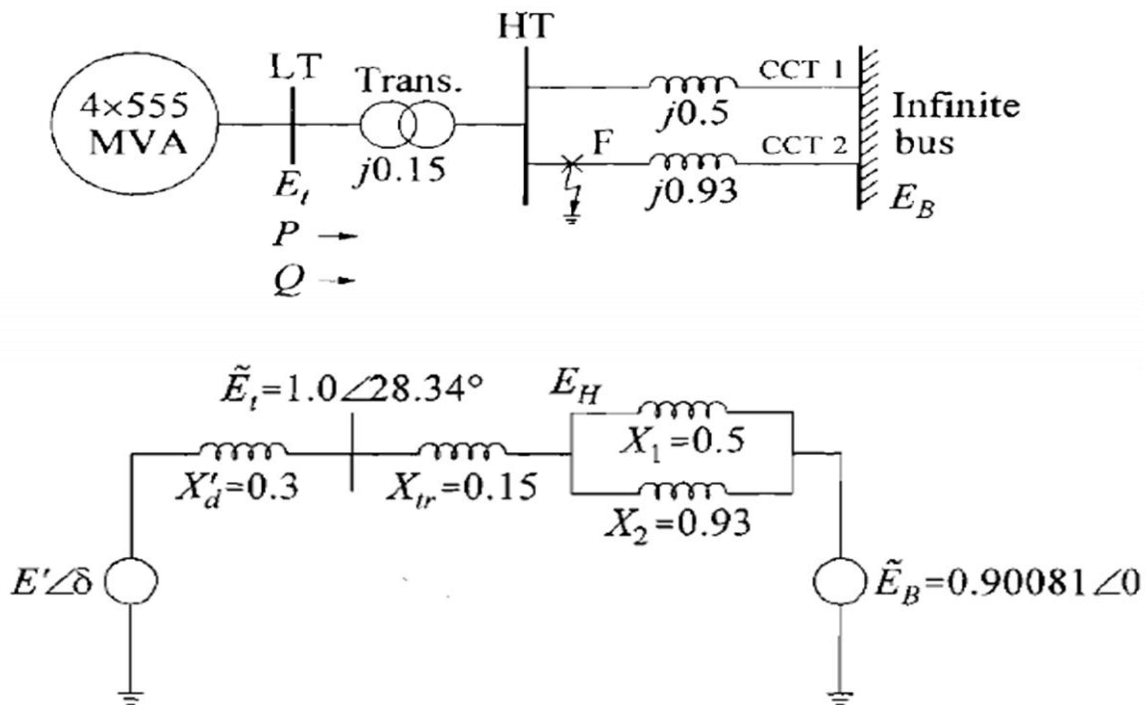 HT
LT
Trans.
CCT 1
4×555
MVA
j0.5
Infinite
bus
F
CCT 2
E_t
j0.15
j0.93
E_B
P →
Q →
Ẽ_t=1.0∠28.34°
E_H
X_1=0.5
X'_d=0.3
X_tr=0.15
X_2=0.93
E'∠δ
Ẽ_B=0.90081∠0